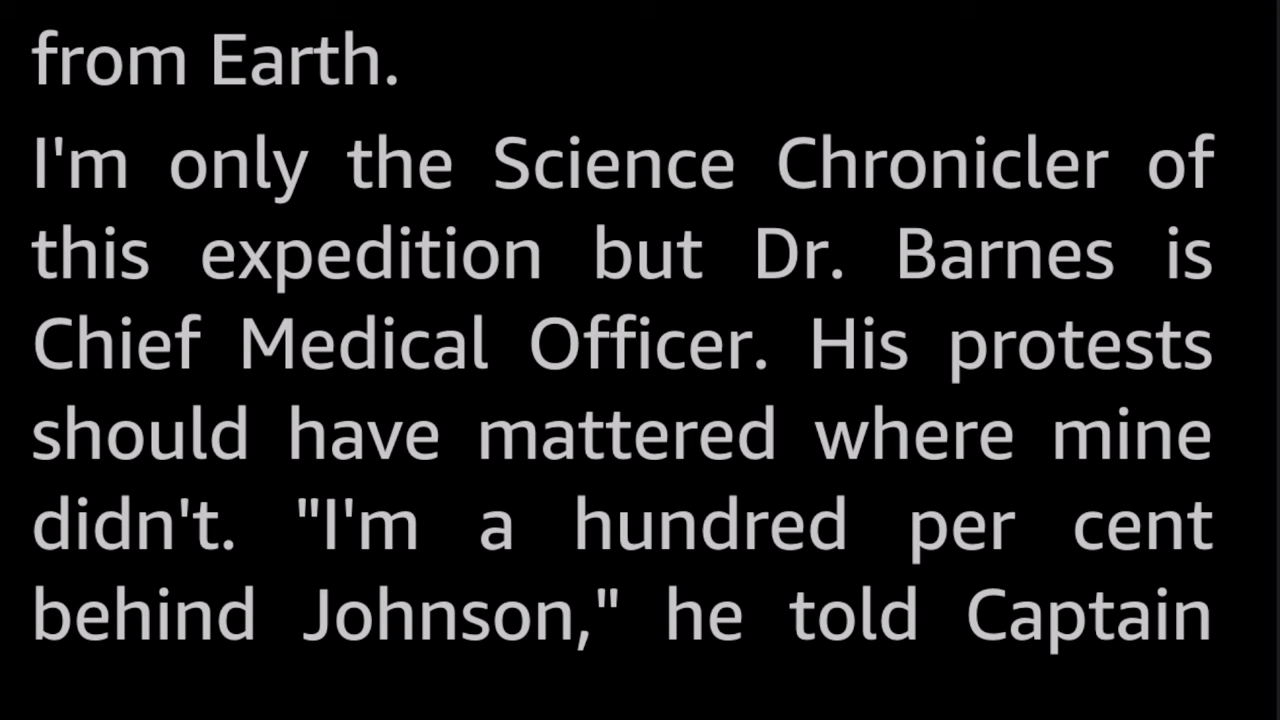 from Earth.
I'm only the Science Chronicler of
this expedition but Dr. Barnes is
Chief Medical Officer. His protests
should have mattered where mine
didn't. "I'm a hundred per cent
behind Johnson," he told Captain